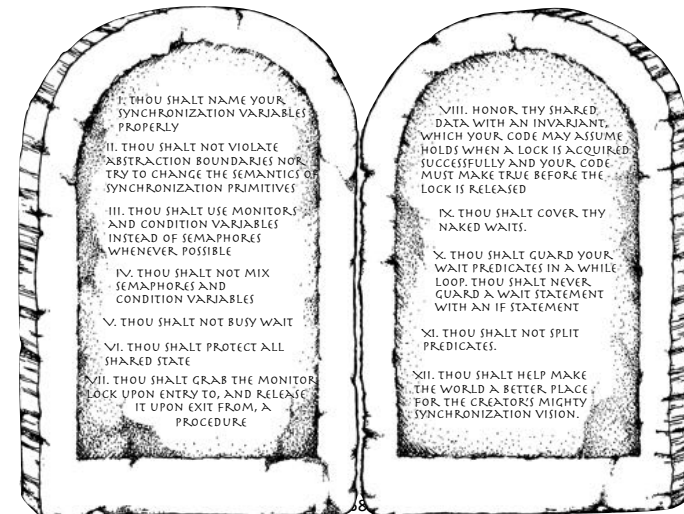 I. THOU SHALT NAME YOUR
SYNCHRONIZATION VARIABLES
PROPERLY
II. THOU SHALT NOT VIOLATE
ABSTRACTION BOUNDARIES NOR
TRY TO CHANGE THE SEMANTICS OF
SYNCHRONIZATION PRIMITIVES
III. THOU SHALT USE MONITORS
AND CONDITION VARIABLES
INSTEAD OF SEMAPHORES
WHENEVER POSSIBLE
IV. THOU SHALT NOT MIX
SEMAPHORES AND
CONDITION VARIABLES
V. THOU SHALT NOT BUSY WAIT
VI. THOU SHALT PROTECT ALL
SHARED STATE
VII. THOU SHALT GRAB THE MONITOR
LOCK UPON ENTRY TO, AND RELEASE
IT UPON EXIT FROM, A
PROCEDURE
VIII. HONOR THY SHARED
DATA WITH AN INVARIANT,
WHICH YOUR CODE MAY ASSUME
HOLDS WHEN A LOCK IS ACQUIRED
SUCCESSFULLY AND YOUR CODE
MUST MAKE TRUE BEFORE THE
LOCK IS RELEASED
IX. THOU SHALT COVER THY
NAKED WAITS.
X. THOU SHALT GUARD YOUR
WAIT PREDICATES IN A WHILE
LOOP. THOU SHALT NEVER
GUARD A WAIT STATEMENT
WITH AN IF STATEMENT
XI. THOU SHALT NOT SPLIT
PREDICATES.
XII. THOU SHALT HELP MAKE
THE WORLD A BETTER PLACE
FOR THE CREATOR'S MIGHTY
SYNCHRONIZATION VISION.